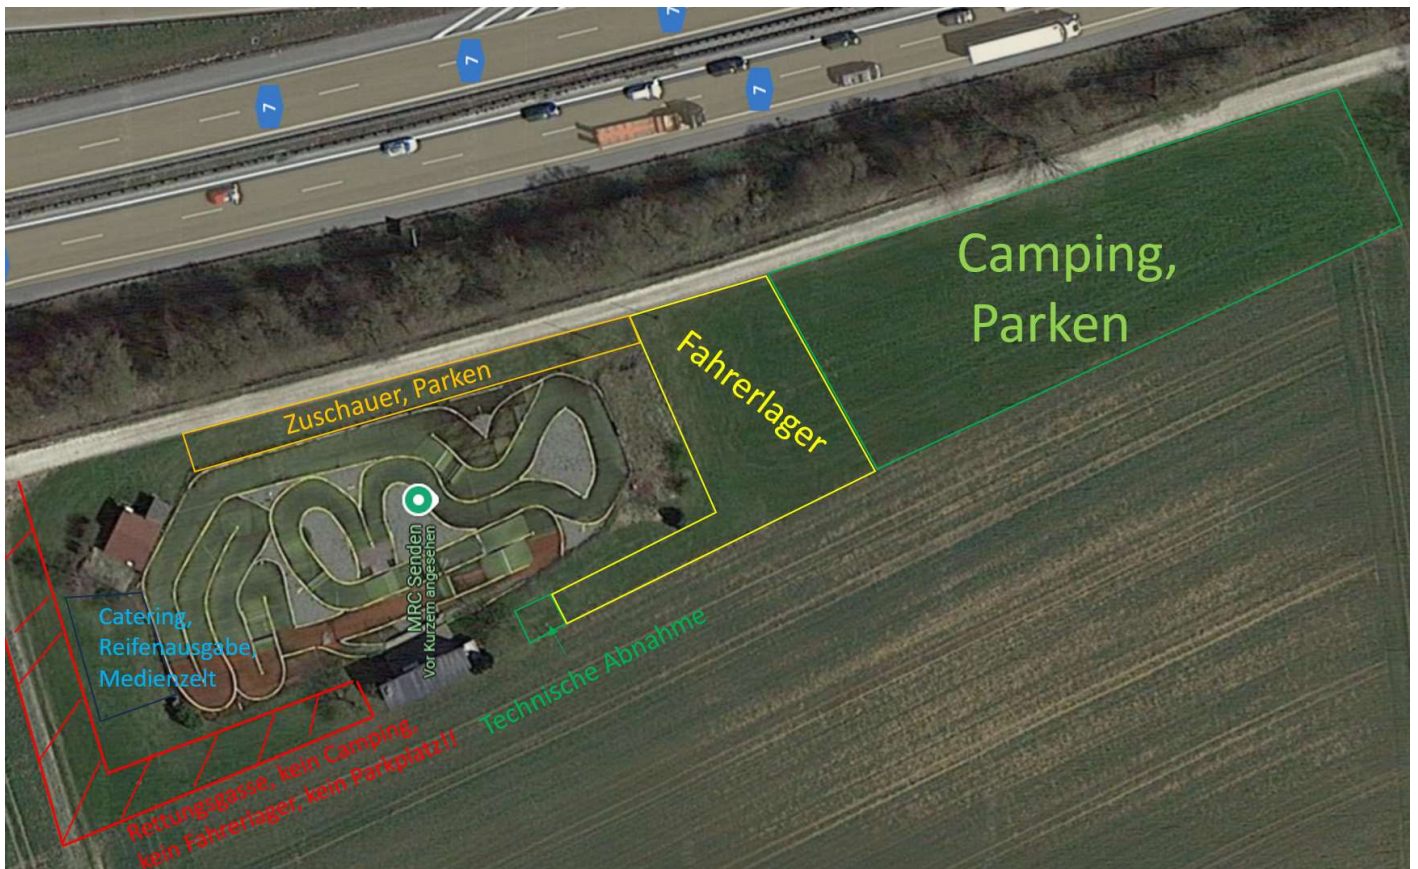 7
7
7
7
Camping,
Parken
Fahrerlager
Zuschauer, Parken
MRC Senden
Vor Kurzem angesehen
Catering,
Reifenausgabe,
Medienzelt
Technische Abnahme
Rettungsgasse, kein Camping,
kein Fahrerlager, kein Parkplatz!!